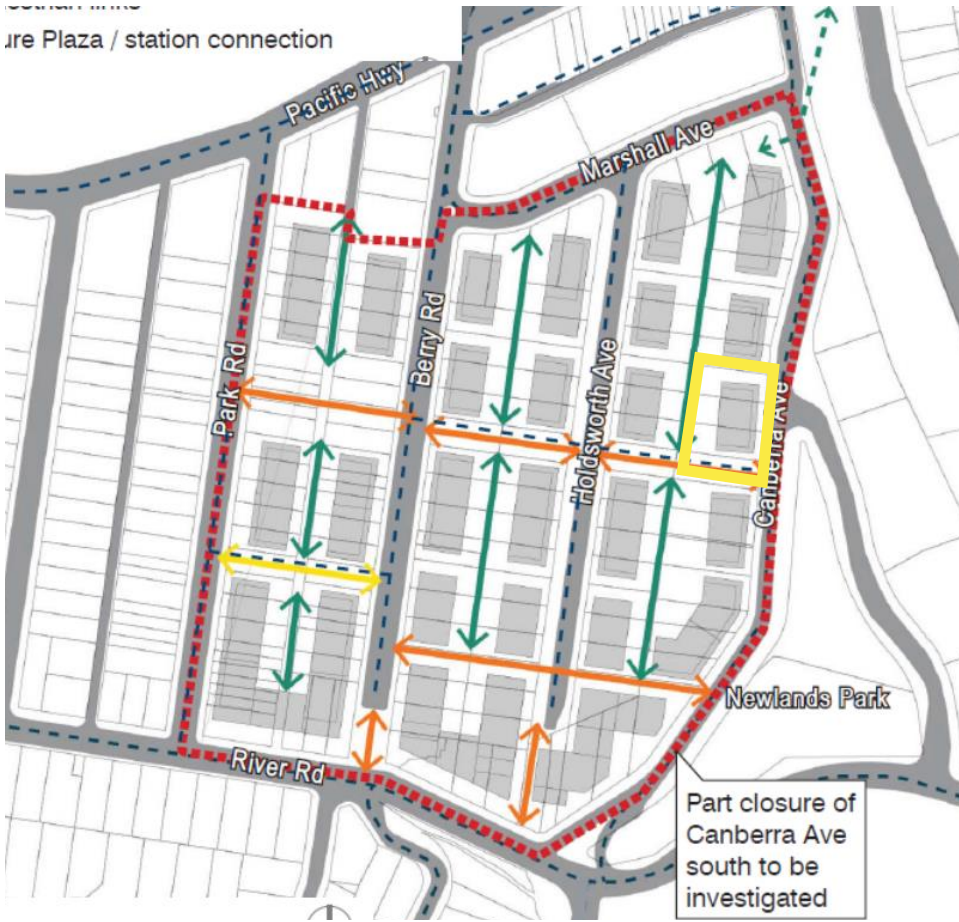 ure Plaza / station connection
Pacific Hwy
Marshall Ave
Park Rd
Berry Rd
Holdsworth Ave
Canberra Ave
Newlands Park
River Rd
Part closure of
Canberra Ave
south to be
investigated